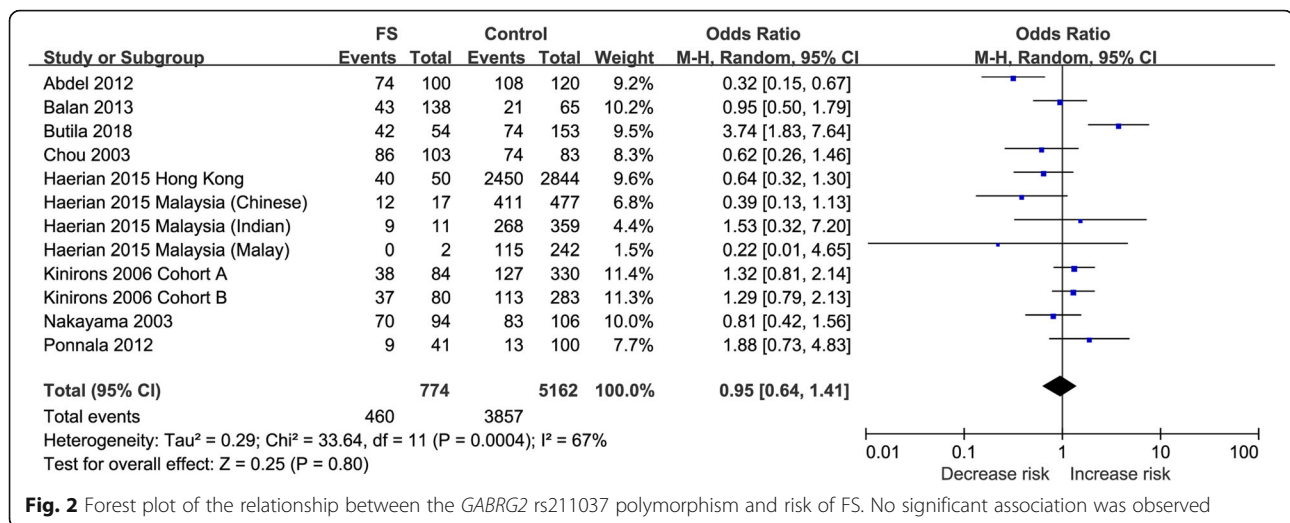 FS Control Odds Ratio Odds Ratio
Study or Subgroup Events Total Events Total Weight M-H, Random, 95% CI M-H, Random, 95% CI
Abdel 2012 74 100 108 120 9.2% 0.32 [0.15, 0.67]
Balan 2013 43 138 21 65 10.2% 0.95 [0.50, 1.79]
Butila 2018 42 54 74 153 9.5% 3.74 [1.83, 7.64]
Chou 2003 86 103 74 83 8.3% 0.62 [0.26, 1.46]
Haerian 2015 Hong Kong 40 50 2450 2844 9.6% 0.64 [0.32, 1.30]
Haerian 2015 Malaysia (Chinese) 12 17 411 477 6.8% 0.39 [0.13, 1.13]
Haerian 2015 Malaysia (Indian) 9 11 268 359 4.4% 1.53 [0.32, 7.20]
Haerian 2015 Malaysia (Malay) 0 2 115 242 1.5% 0.22 [0.01, 4.65]
Kinirons 2006 Cohort A 38 84 127 330 11.4% 1.32 [0.81, 2.14]
Kinirons 2006 Cohort B 37 80 113 283 11.3% 1.29 [0.79, 2.13]
Nakayama 2003 70 94 83 106 10.0% 0.81 [0.42, 1.56]
Ponnala 2012 9 41 13 100 7.7% 1.88 [0.73, 4.83]
Total (95% CI) 774 5162 100.0% 0.95 [0.64, 1.41]
Total events 460 3857
Heterogeneity: Tau² = 0.29; Chi² = 33.64, df = 11 (P = 0.0004); I² = 67%
Test for overall effect: Z = 0.25 (P = 0.80)
0.01 0.1 1 10 100
Decrease risk Increase risk
Fig. 2 Forest plot of the relationship between the GABRG2 rs211037 polymorphism and risk of FS. No significant association was observed